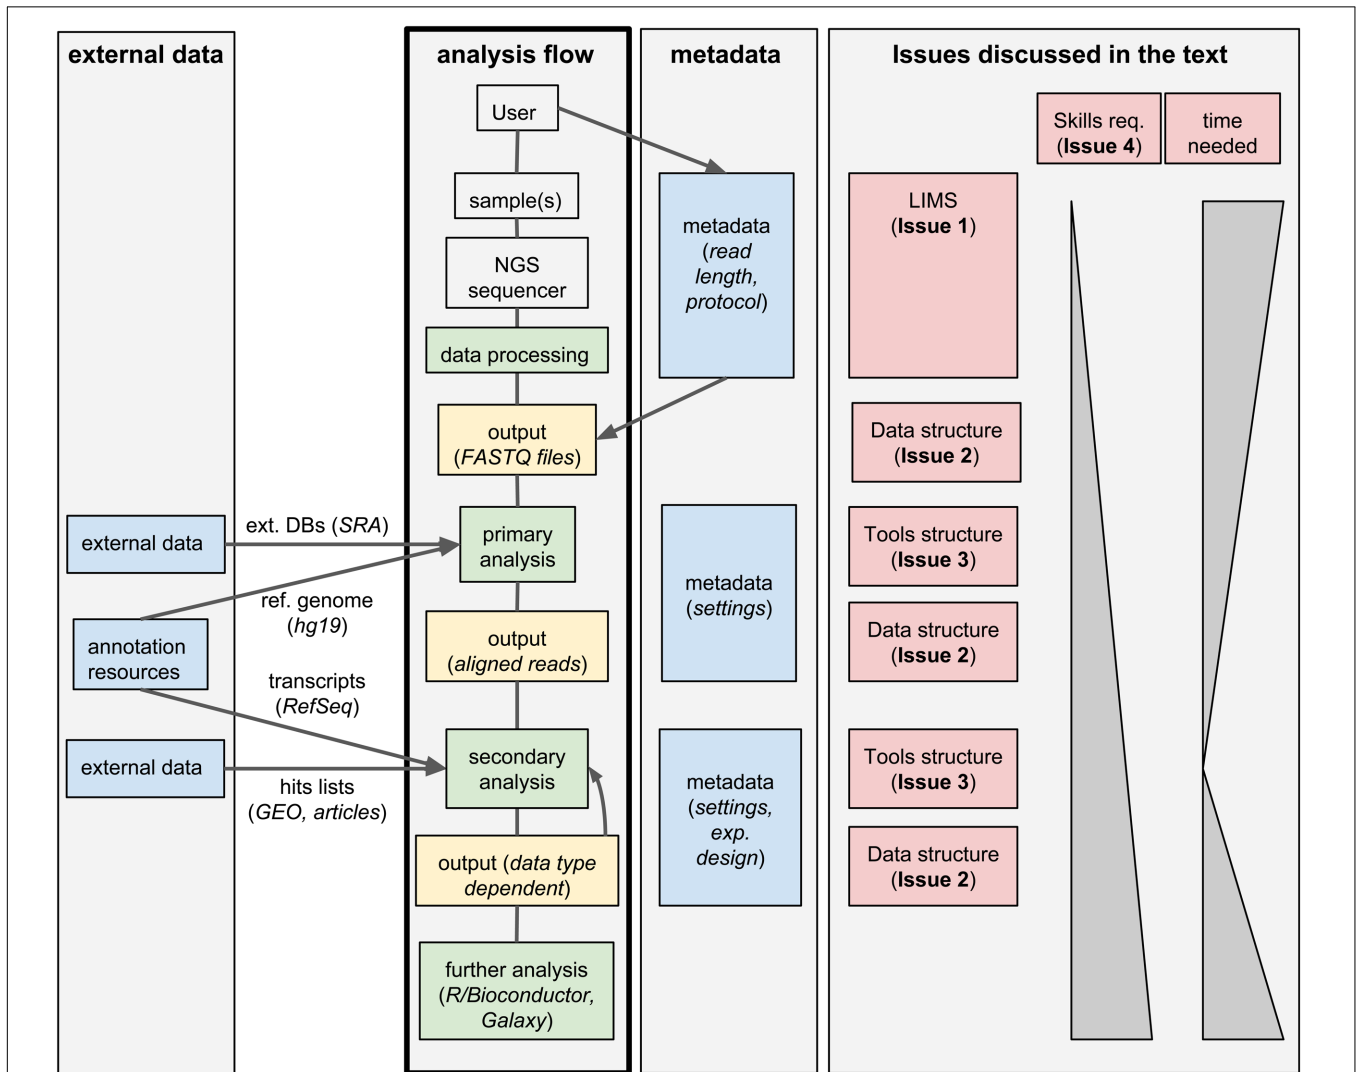 external data
analysis flow
metadata
Issues discussed in the text
User
Skills req.
(Issue 4)
time
needed
sample(s)
metadata
(read
length,
protocol)
LIMS
(Issue 1)
NGS
sequencer
data processing
output
(FASTQ files)
Data structure
(Issue 2)
external data
ext. DBs (SRA)
primary
analysis
metadata
(settings)
Tools structure
(Issue 3)
ref. genome
(hg19)
annotation
resources
output
(aligned reads)
Data structure
(Issue 2)
transcripts
(RefSeq)
external data
hits lists
(GEO, articles)
secondary
analysis
metadata
(settings,
exp.
design)
Tools structure
(Issue 3)
output (data type
dependent)
Data structure
(Issue 2)
further analysis
(R/Bioconductor,
Galaxy)